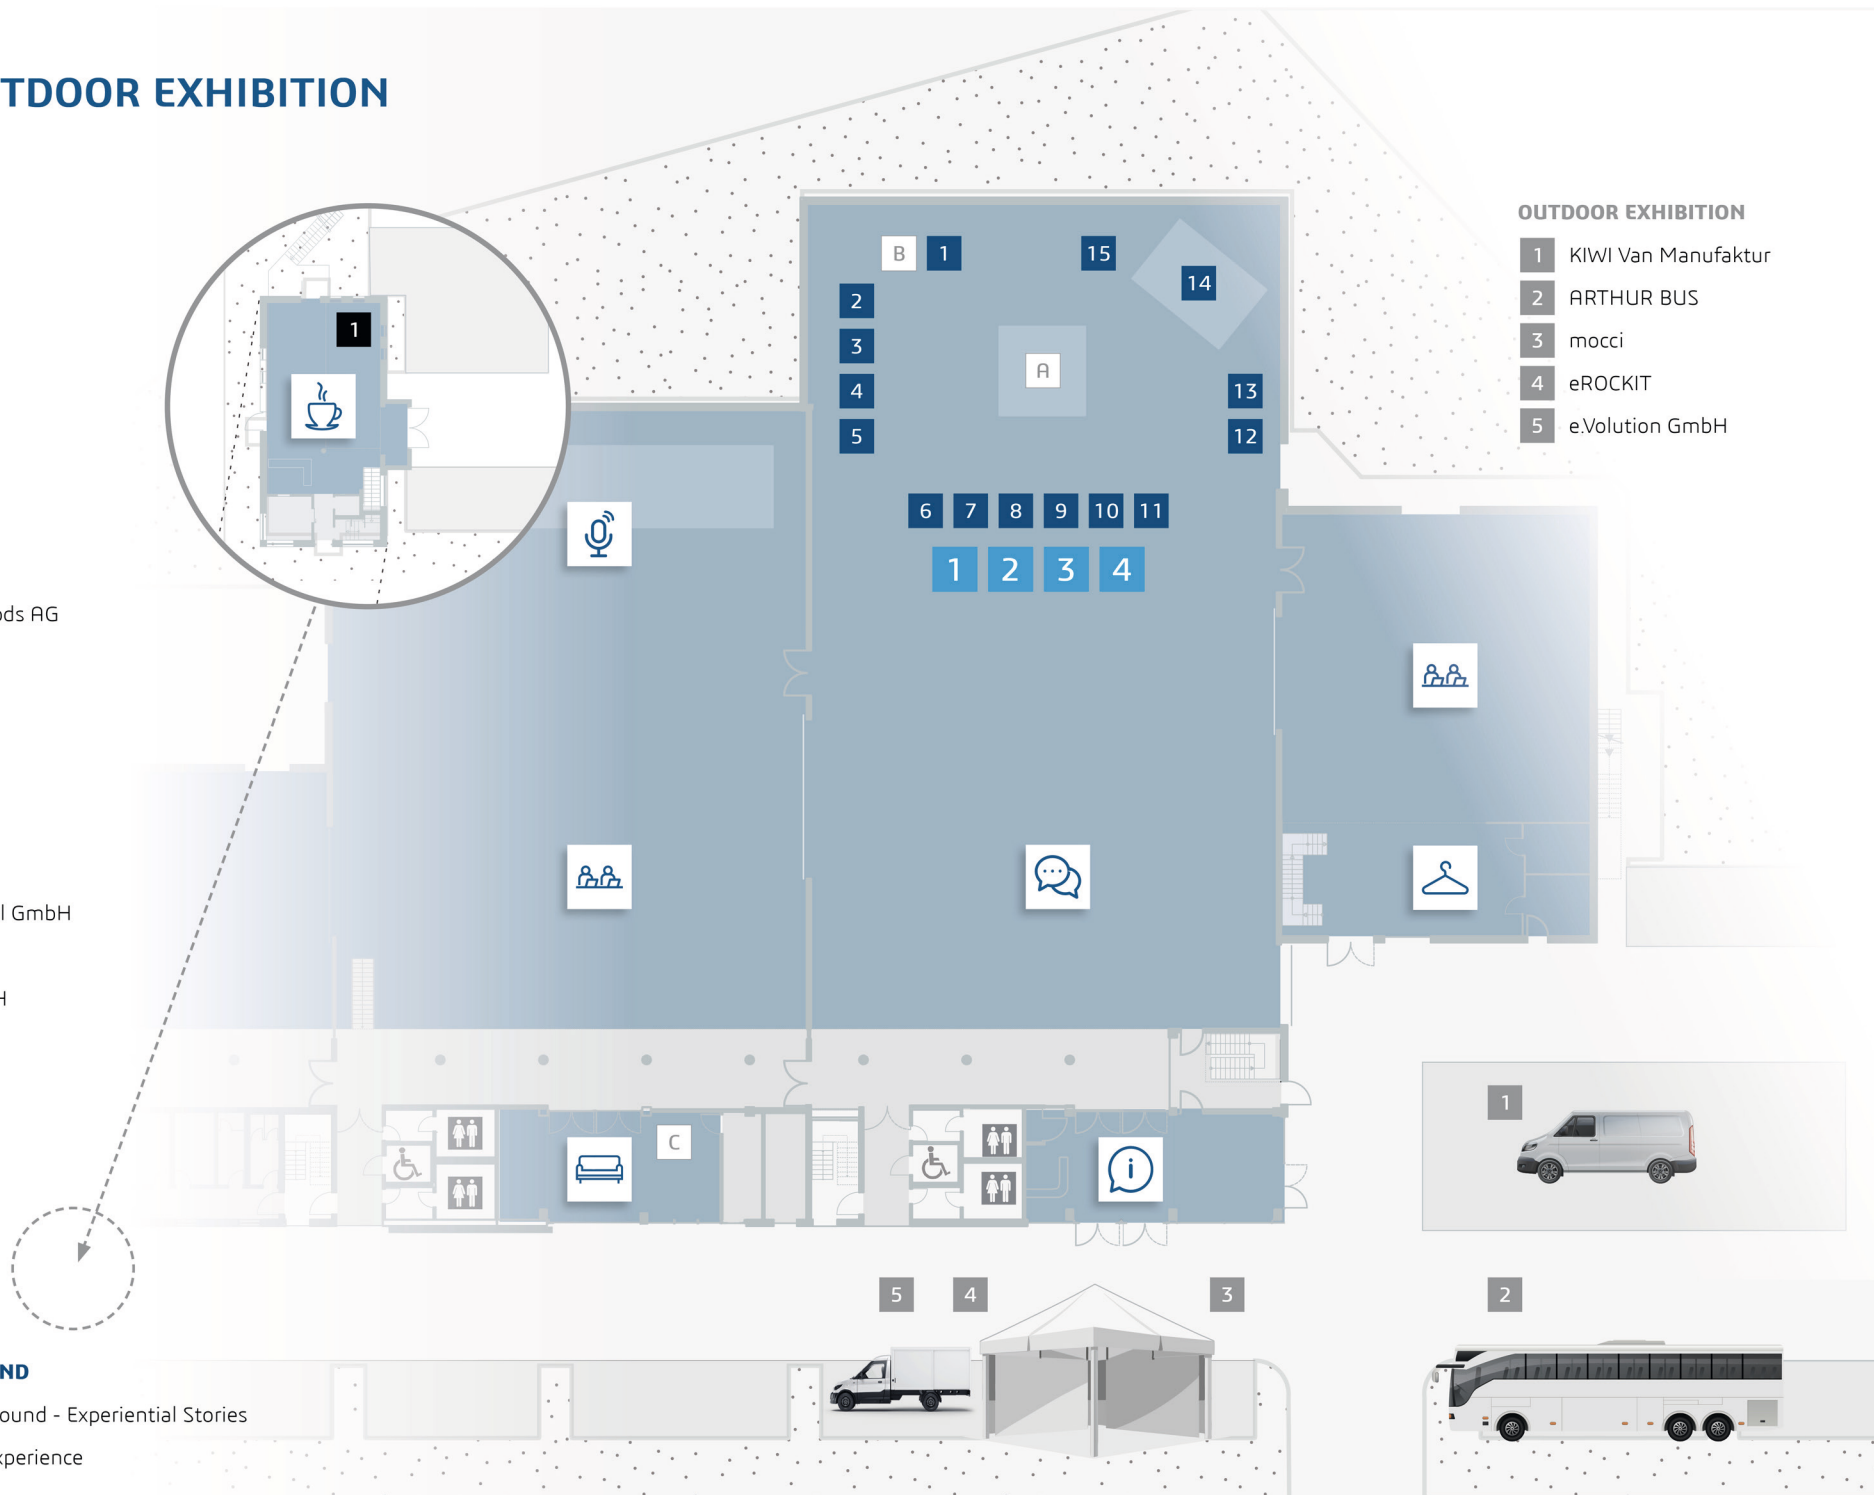 TDOOR EXHIBITION
OUTDOOR EXHIBITION
1 KIWI Van Manufaktur
2 ARTHUR BUS
3 mocci
4 eROCKIT
5 e.Volution GmbH
B 1 15
14
2
3
4
5
A
13
12
1
6 7 8 9 10 11
1 2 3 4
ods AG
l GmbH
H
C
i
1
5 4 3 2
ND
ound - Experiential Stories
xperience